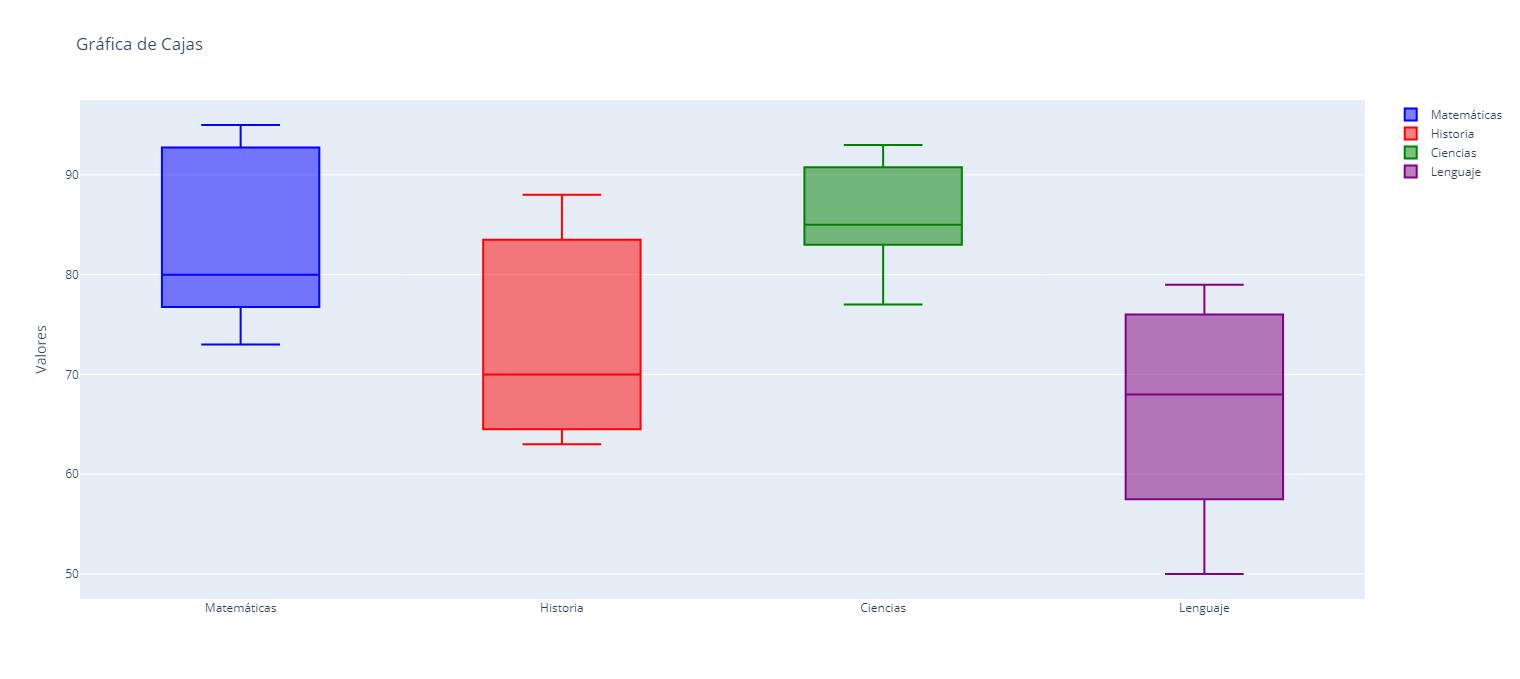 Gráfica de Cajas
Matemáticas
Historia
Ciencias
Lenguaje
Valores
90
80
70
60
50
Matemáticas
Historia
Ciencias
Lenguaje